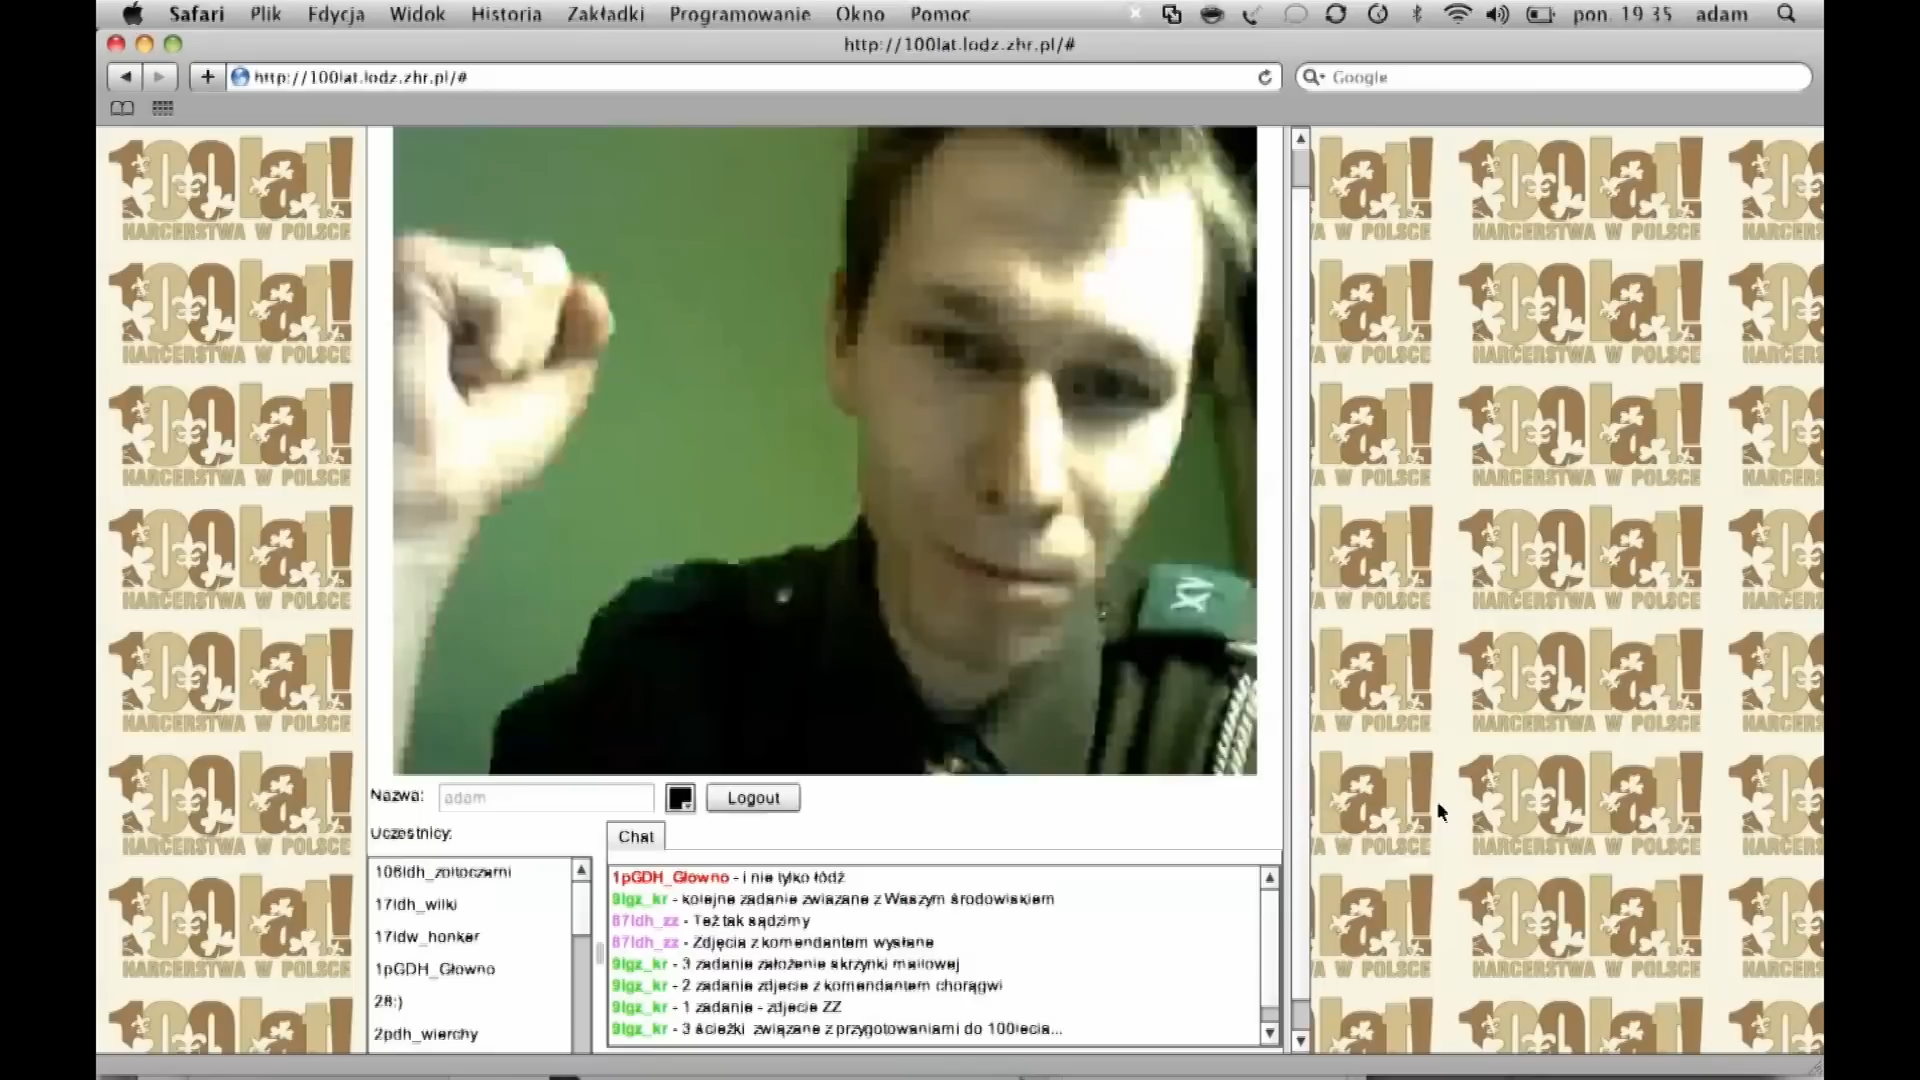 Safari Plik Edycja Widok Historia Zakładki Programowanie Okno Pomoc pon. 19 35 adam
http://100lat.lodz.zhr.pl/#
http://100lat.lodz.zhr.pl/# Google
100lat!
HARCERSTWA W POLSCE
XV
Nazwa: adam Logout
Uczestnicy: Chat
106ldh_zoltoczarni
17ldh_wilki
17ldw_honker
1pGDH_Głowno
28:)
2pdh_wierchy
1pGDH_Głowno - i nie tylko łódź
9lgz_kr - kolejne zadanie zwiazane z Waszym środowiskiem
87ldh_zz - Też tak sądzimy
87ldh_zz - Zdjęcia z komendantem wysłane
9lgz_kr - 3 zadanie założenie skrzynki mailowej
9lgz_kr - 2 zadanie zdjecie z komendantem chorągwi
9lgz_kr - 1 zadanie - zdjecie ZZ
9lgz_kr - 3 ścieżki związane z przygotowaniami do 100lecia...